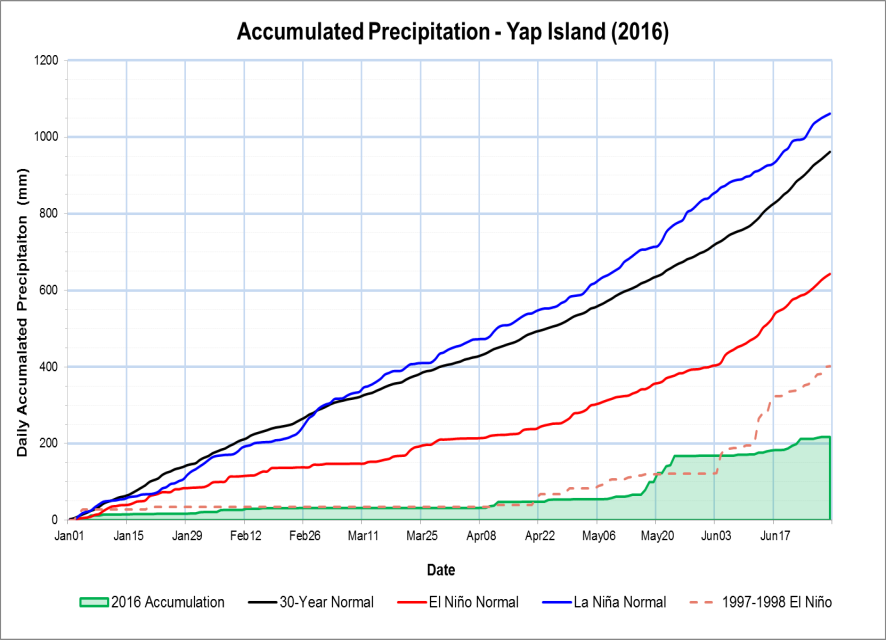 Accumulated Precipitation - Yap Island (2016)
Daily Accumalated Precipitaiton (mm)
1200
1000
800
600
400
200
0
Jan01 Jan15 Jan29 Feb12 Feb26 Mar11 Mar25 Apr08 Apr22 May06 May20 Jun03 Jun17
Date
2016 Accumulation 30-Year Normal El Niño Normal La Niña Normal 1997-1998 El Niño